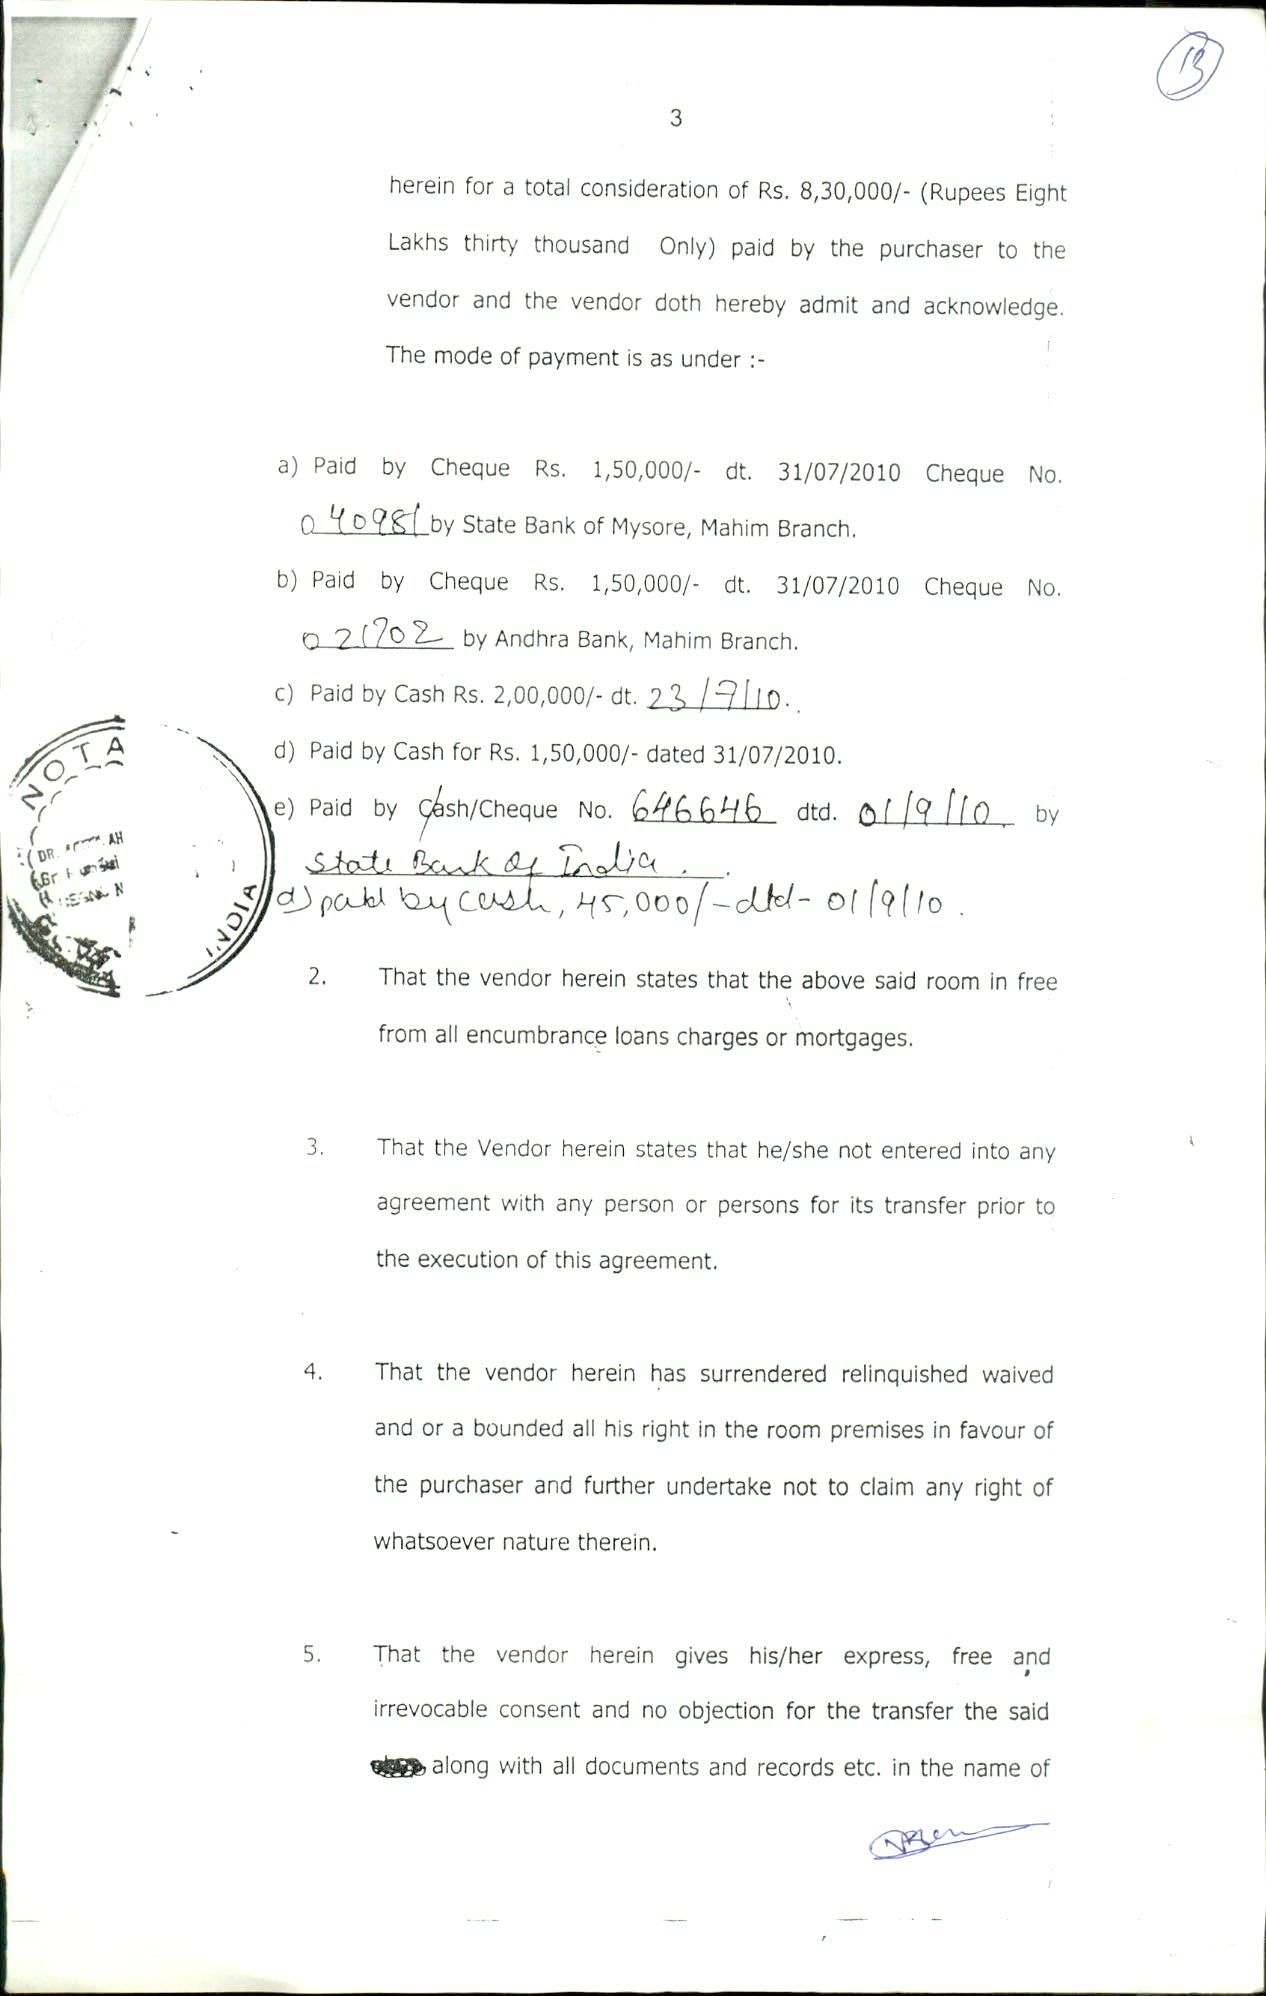 13
3
herein for a total consideration of Rs. 8,30,000/- (Rupees Eight
Lakhs thirty thousand Only) paid by the purchaser to the
vendor and the vendor doth hereby admit and acknowledge.
The mode of payment is as under :-
a) Paid by Cheque Rs. 1,50,000/- dt. 31/07/2010 Cheque No.
040981 by State Bank of Mysore, Mahim Branch.
b) Paid by Cheque Rs. 1,50,000/- dt. 31/07/2010 Cheque No.
021702 by Andhra Bank, Mahim Branch.
c) Paid by Cash Rs. 2,00,000/- dt. 23/7/10.
d) Paid by Cash for Rs. 1,50,000/- dated 31/07/2010.
e) Paid by Cash/Cheque No. 646646 dtd. 01/9/10. by
State Bank of India.
d) paid by cash, 45,000/- dtd- 01/9/10.
NOTA
INDIA
2. That the vendor herein states that the above said room in free
from all encumbrance loans charges or mortgages.
3. That the Vendor herein states that he/she not entered into any
agreement with any person or persons for its transfer prior to
the execution of this agreement.
4. That the vendor herein has surrendered relinquished waived
and or a bounded all his right in the room premises in favour of
the purchaser and further undertake not to claim any right of
whatsoever nature therein.
5. That the vendor herein gives his/her express, free and
irrevocable consent and no objection for the transfer the said
along with all documents and records etc. in the name of